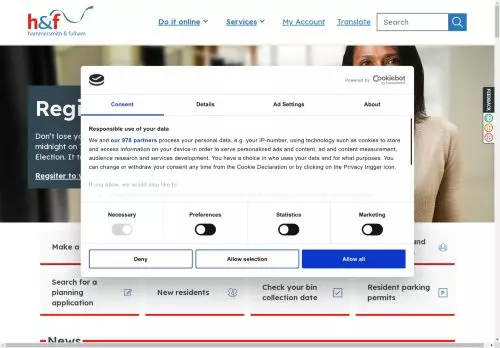 h&f
hammersmith & fulham
Do it online
Services
My Account
Translate
Search
FEEDBACK
Powered by Cookiebot
Consent
Details
Ad Settings
About
Responsible use of your data
We and our 978 partners process your personal data, e.g. your IP-number, using technology such as cookies to store
and access information on your device in order to serve personalized ads and content, ad and content measurement,
audience research and services development. You have a choice in who uses your data and for what purposes. You
can change or withdraw your consent any time from the Cookie Declaration or by clicking on the Privacy trigger icon.
If you allow, we would also like to:
Necessary
Preferences
Statistics
Marketing
Deny
Allow selection
Allow all
Regi
Don't lose yo
midnight on
Election. It t
Regsiter to v
Make a
und
s
Search for a
planning
application
New residents
Check your bin
collection date
Resident parking
permits
News